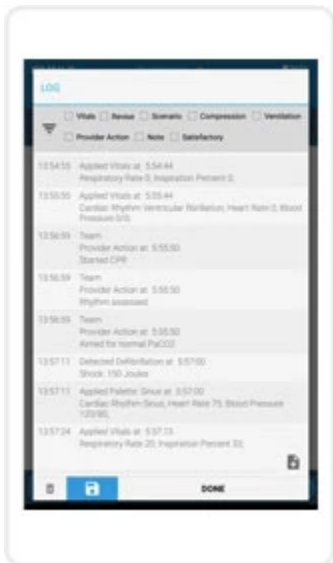 LOG
Vitals Revive Scenario Compression Ventilation
Provider Action Note Satisfactory
13:54:55 Applied Vitals at 5:54:44
Respiratory Rate 0; Inspiration Percent 0;
13:55:55 Applied Vitals at 5:55:44
Cardiac Rhythm Ventricular fibrillation; Heart Rate 0; Blood
Pressure 0/0;
13:56:59 Team
Provider Action at 5:55:50
Started CPR
13:56:59 Team
Provider Action at 5:55:50
Rhythm assessed
13:56:59 Team
Provider Action at 5:55:50
Aimed for normal PaCO2
13:57:11 Detected Defibrillation at 5:57:00
Shock: 150 Joules
13:57:11 Applied Palette: Sinus at 5:57:00
Cardiac Rhythm Sinus; Heart Rate 75; Blood Pressure
120/80;
13:57:24 Applied Vitals at 5:57:13
Respiratory Rate 20; Inspiration Percent 33;
DONE